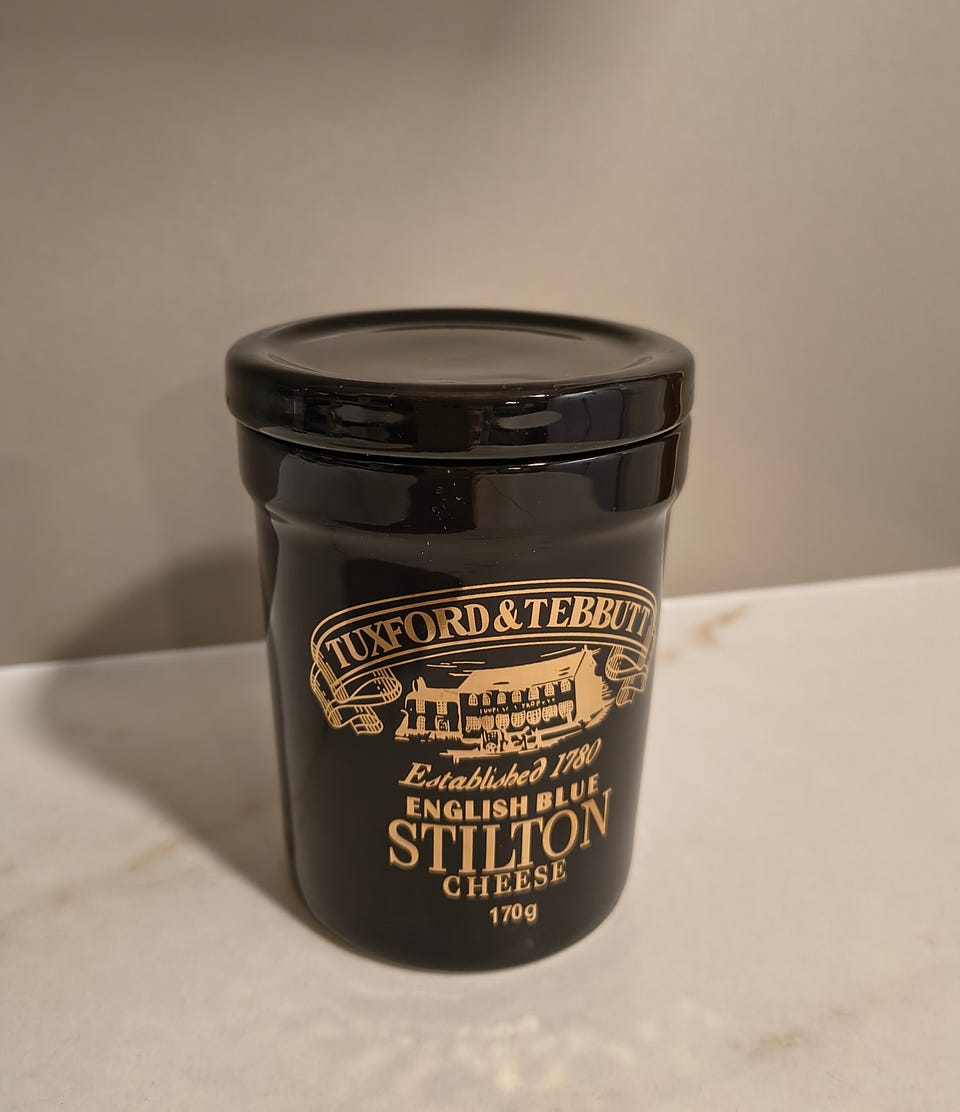 TUXFORD & TEBBUTT
Established 1780
ENGLISH BLUE
STILTON
CHEESE
170g